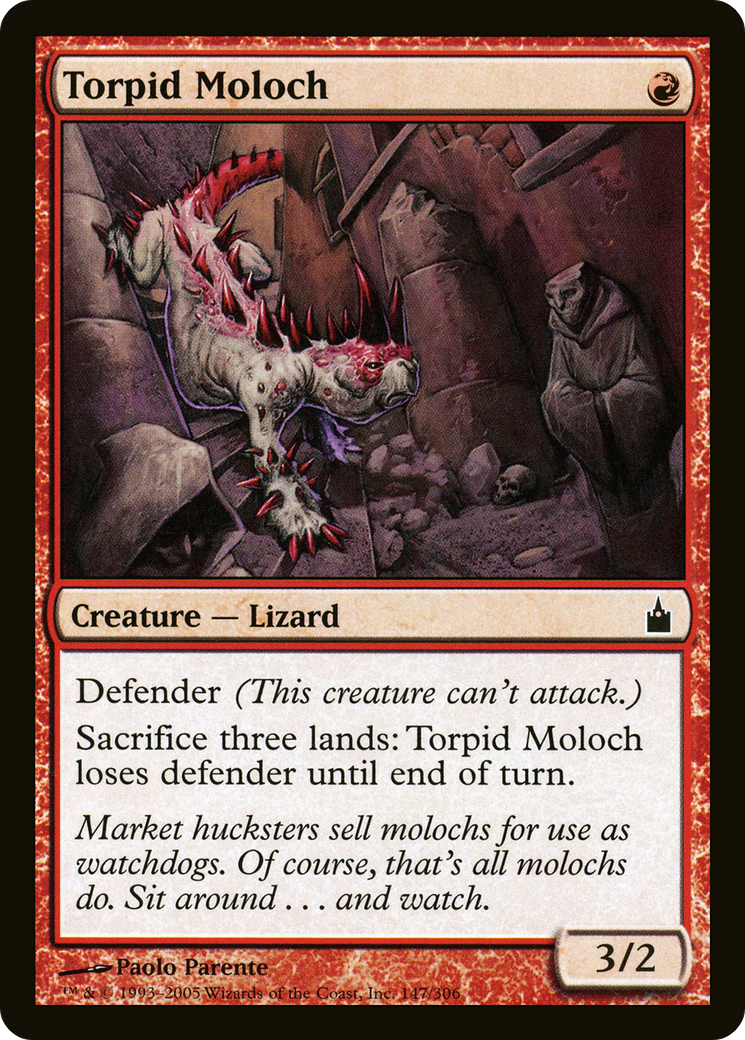 Torpid Moloch
Creature — Lizard
Defender (This creature can't attack.)
Sacrifice three lands: Torpid Moloch
loses defender until end of turn.
Market hucksters sell molochs for use as
watchdogs. Of course, that's all molochs
do. Sit around . . . and watch.
3/2
Paolo Parente
™ & © 1993–2005 Wizards of the Coast, Inc. 147/306